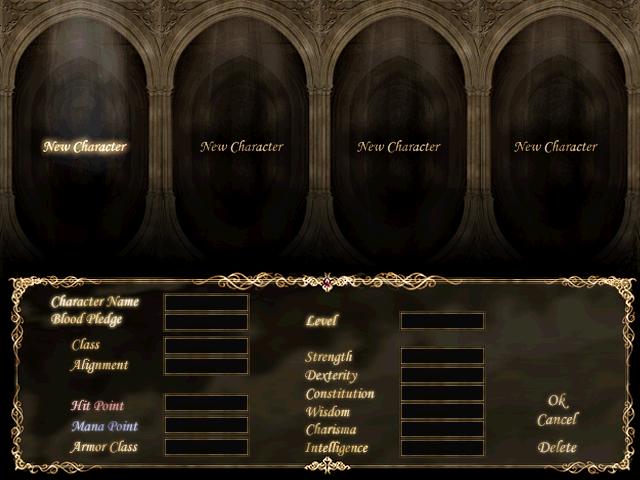 New Character
New Character
New Character
New Character
Character Name
Blood Pledge
Class
Alignment
Hit Point
Mana Point
Armor Class
Level
Strength
Dexterity
Constitution
Wisdom
Charisma
Intelligence
Ok
Cancel
Delete